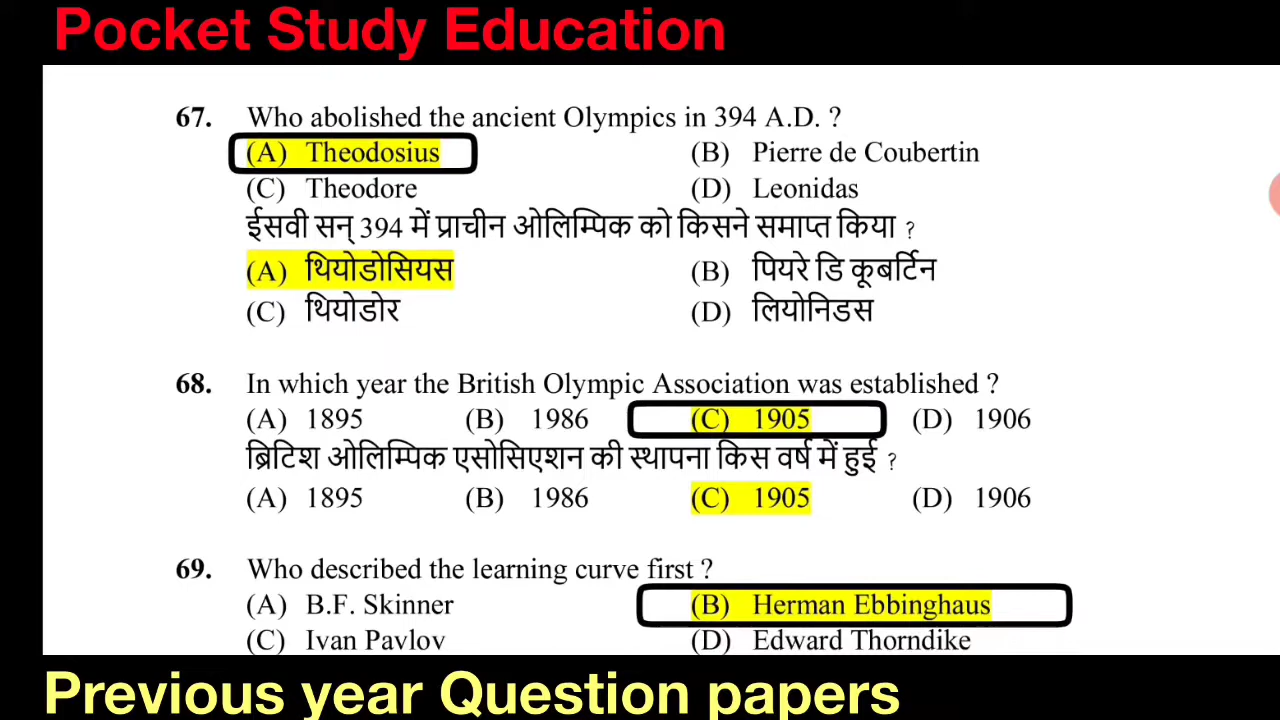 Pocket Study Education
67. Who abolished the ancient Olympics in 394 A.D. ?
(A) Theodosius (B) Pierre de Coubertin
(C) Theodore (D) Leonidas
ईसवी सन् 394 में प्राचीन ओलिम्पिक को किसने समाप्त किया ?
(A) थियोडोसियस (B) पियरे डि कूबर्टिन
(C) थियोडोर (D) लियोनिडस
68. In which year the British Olympic Association was established ?
(A) 1895 (B) 1986 (C) 1905 (D) 1906
ब्रिटिश ओलिम्पिक एसोसिएशन की स्थापना किस वर्ष में हुई ?
(A) 1895 (B) 1986 (C) 1905 (D) 1906
69. Who described the learning curve first ?
(A) B.F. Skinner (B) Herman Ebbinghaus
(C) Ivan Pavlov (D) Edward Thorndike
Previous year Question papers